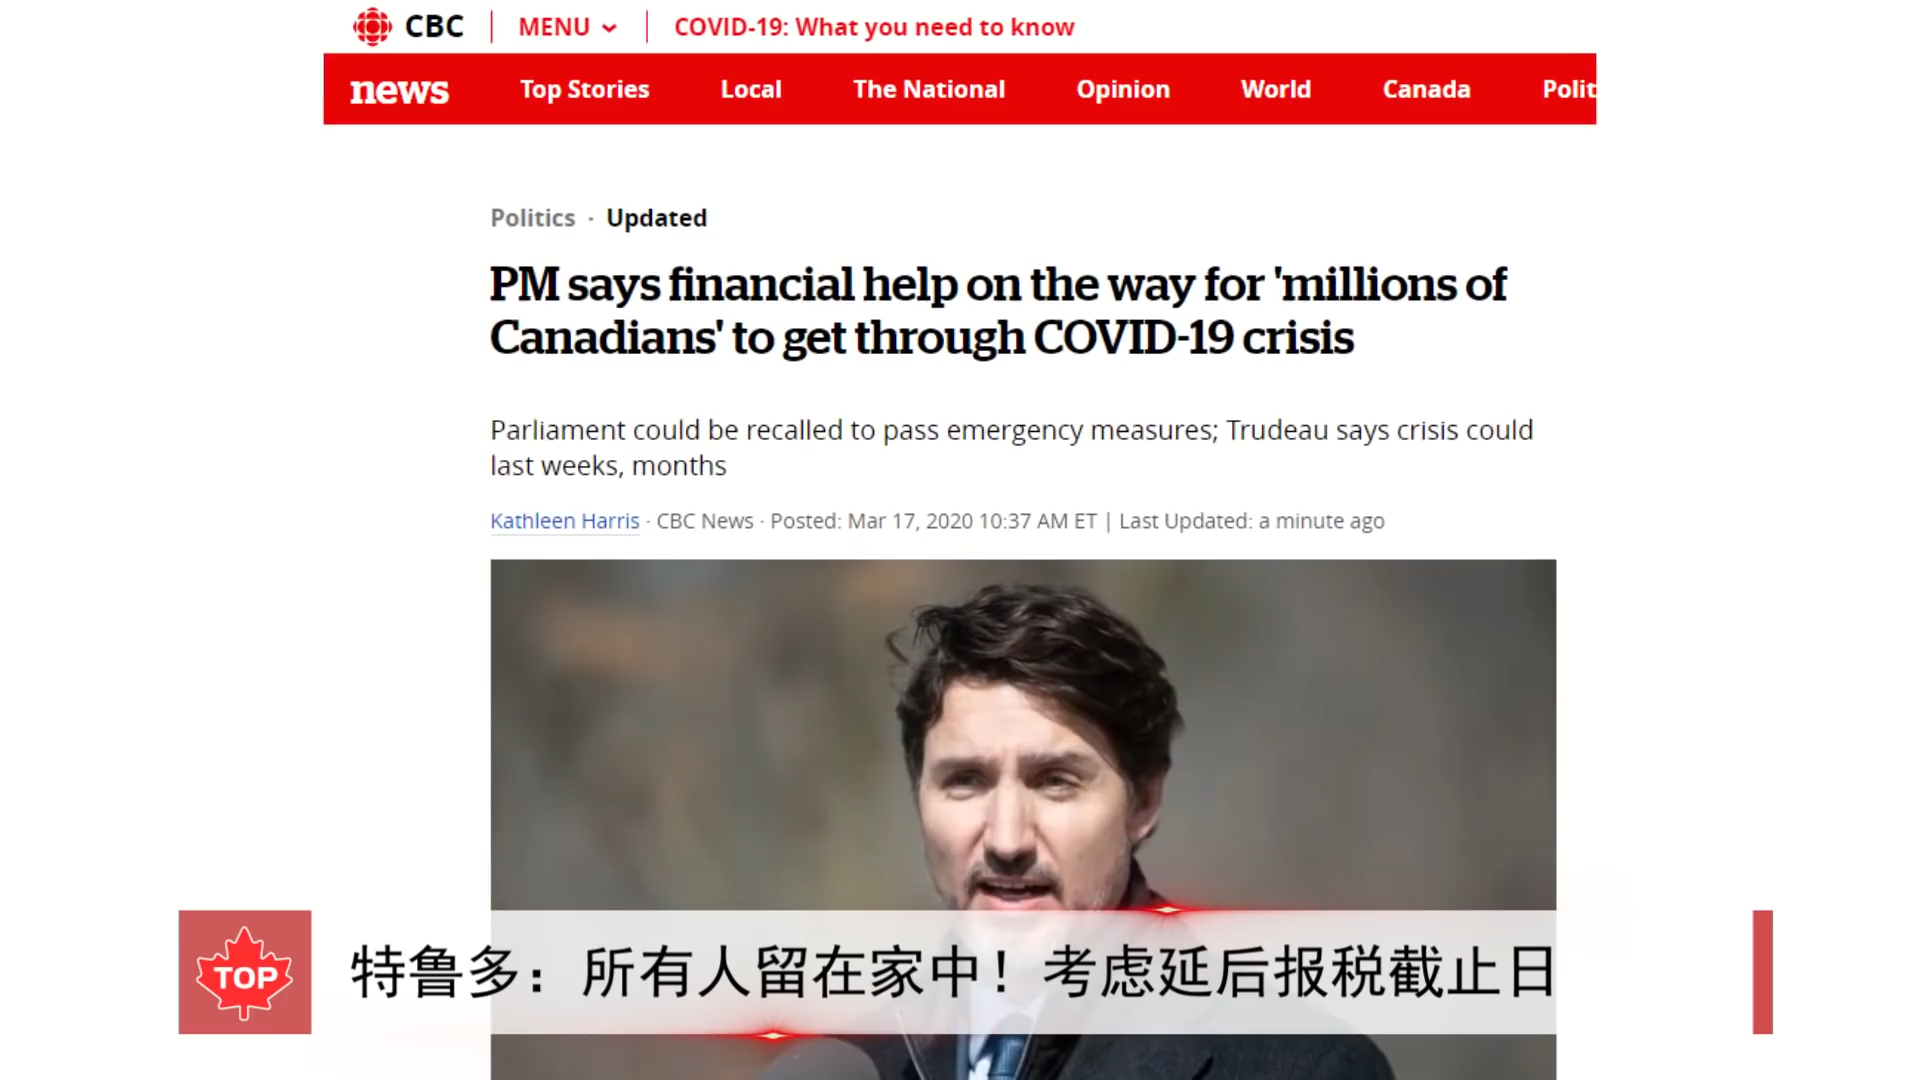 CBC MENU COVID-19: What you need to know
news Top Stories Local The National Opinion World Canada Polit
Politics · Updated
PM says financial help on the way for 'millions of
Canadians' to get through COVID-19 crisis
Parliament could be recalled to pass emergency measures; Trudeau says crisis could
last weeks, months
Kathleen Harris · CBC News · Posted: Mar 17, 2020 10:37 AM ET | Last Updated: a minute ago
TOP
特鲁多：所有人留在家中！考虑延后报税截止日